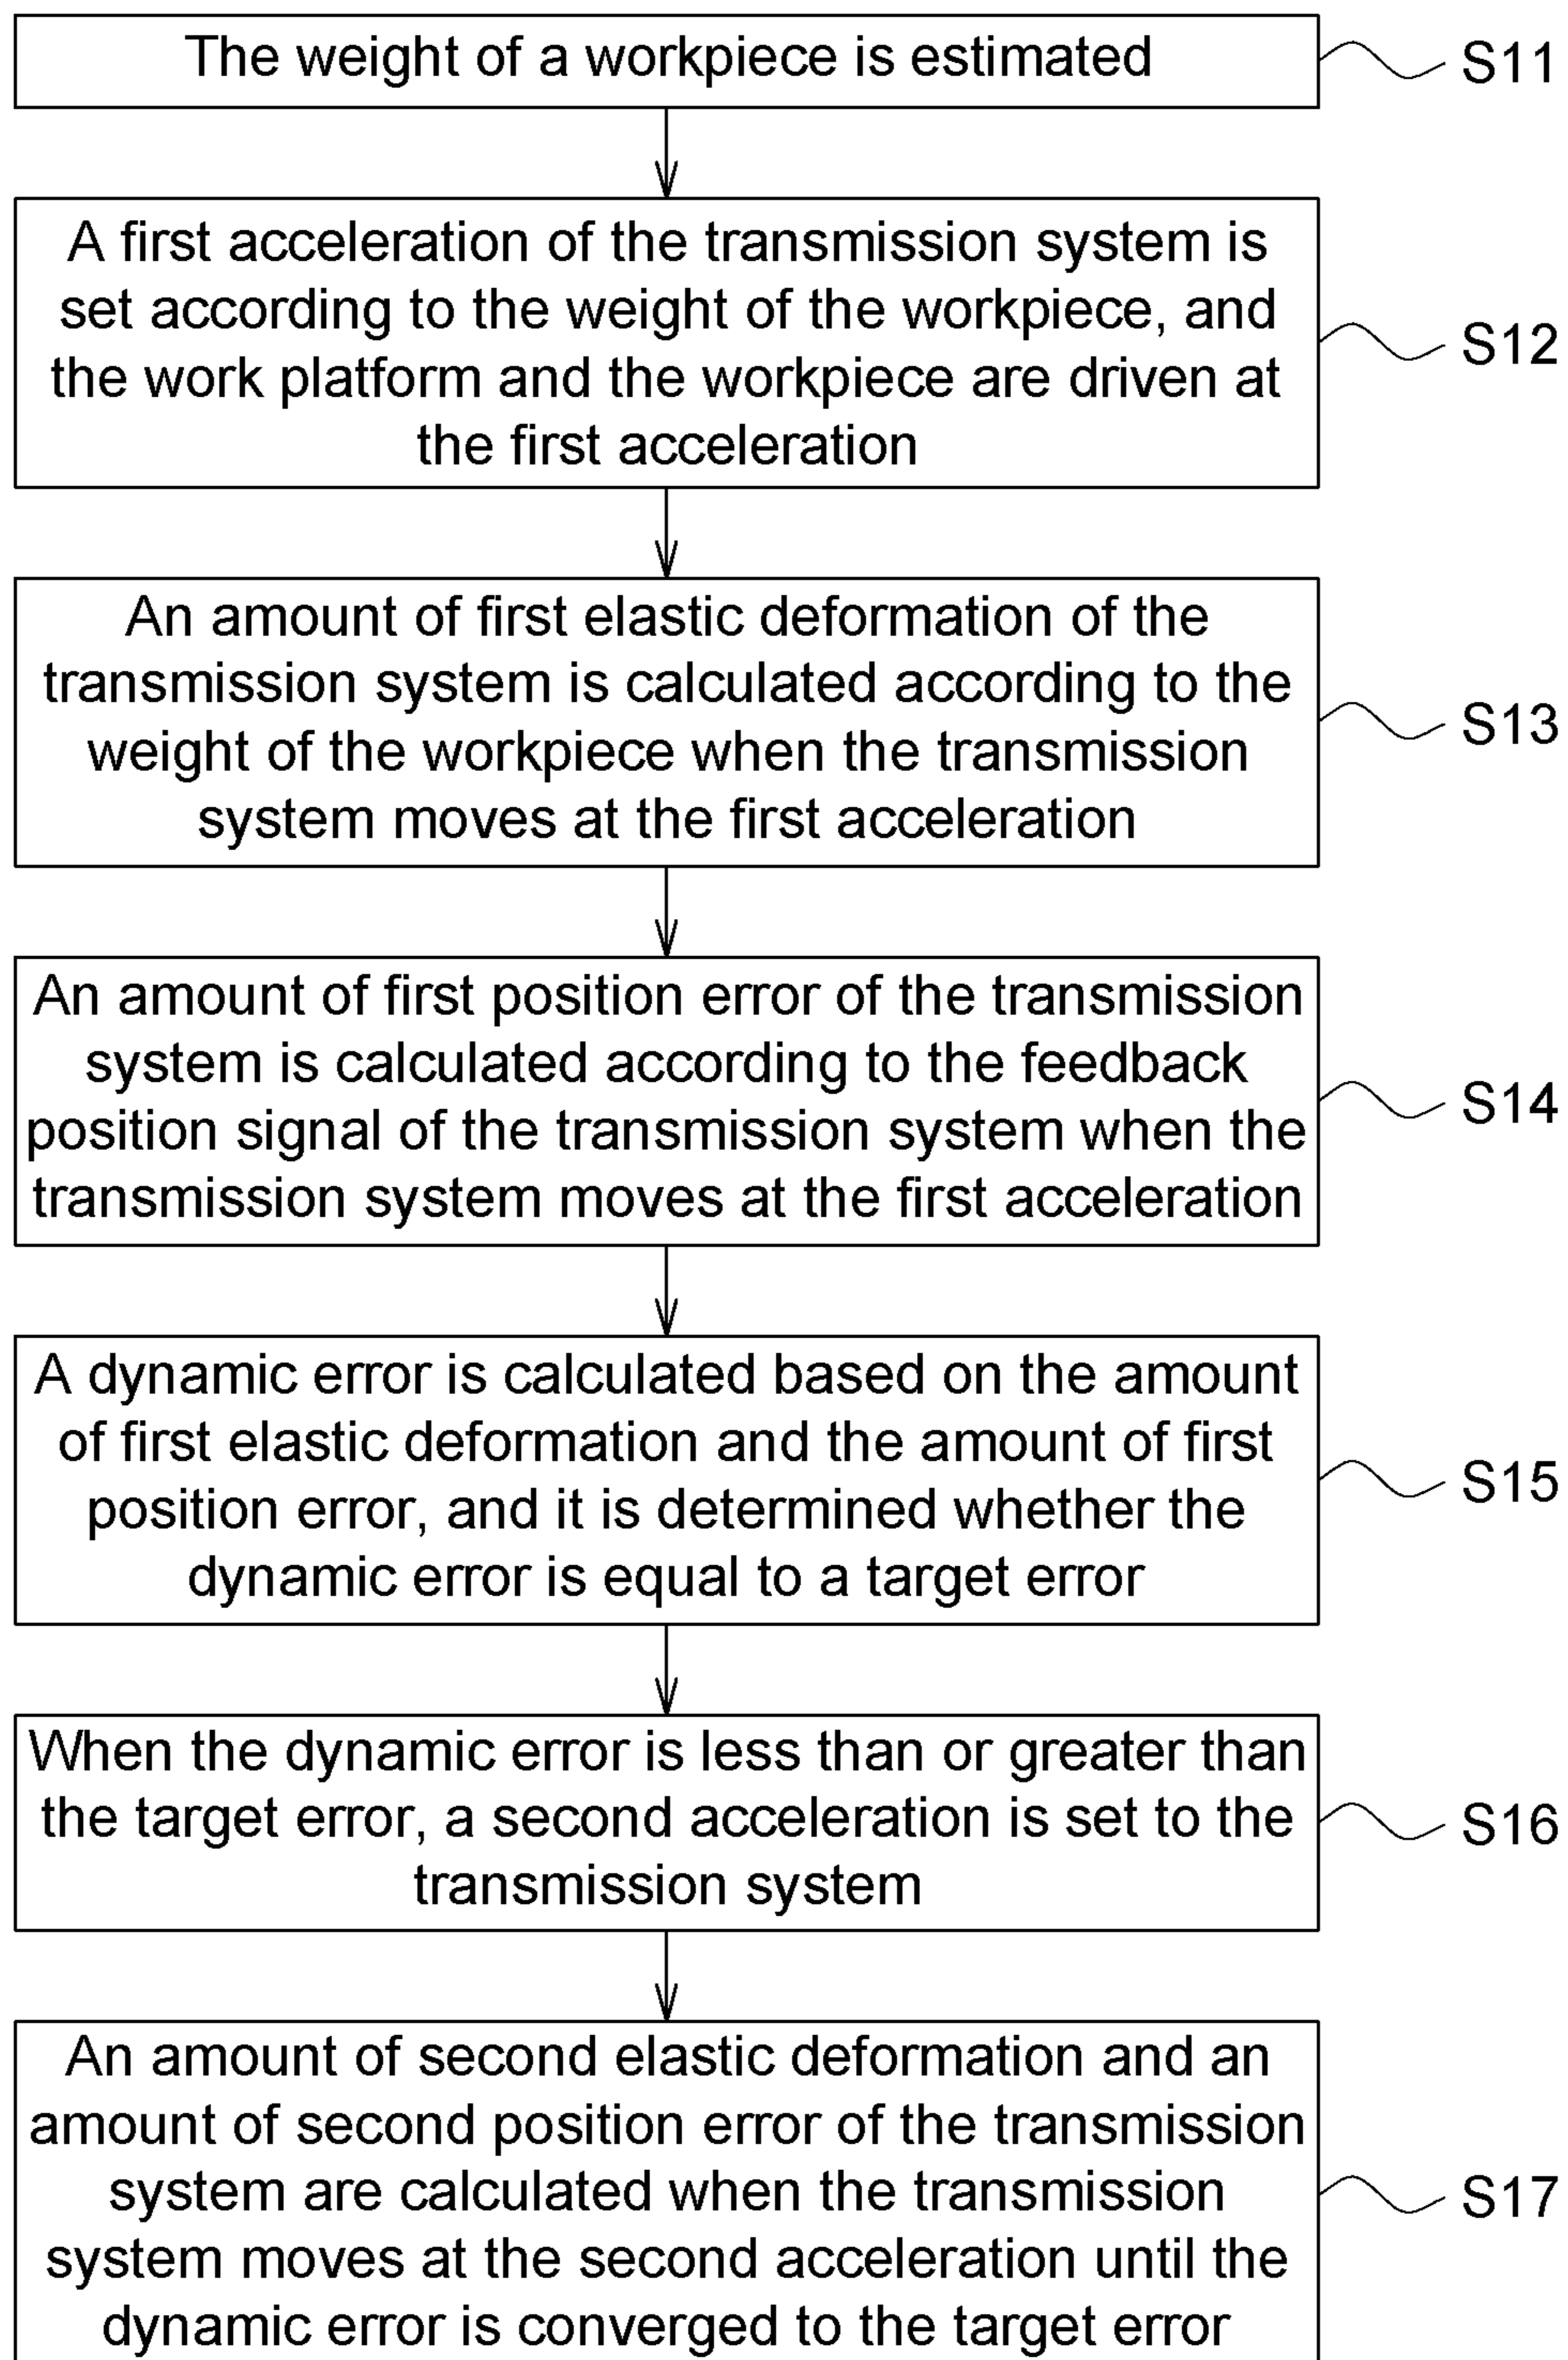 The weight of a workpiece is estimated
S11
A first acceleration of the transmission system is
set according to the weight of the workpiece, and
the work platform and the workpiece are driven at
the first acceleration
S12
An amount of first elastic deformation of the
transmission system is calculated according to the
weight of the workpiece when the transmission
system moves at the first acceleration
S13
An amount of first position error of the transmission
system is calculated according to the feedback
position signal of the transmission system when the
transmission system moves at the first acceleration
S14
A dynamic error is calculated based on the amount
of first elastic deformation and the amount of first
position error, and it is determined whether the
dynamic error is equal to a target error
S15
When the dynamic error is less than or greater than
the target error, a second acceleration is set to the
transmission system
S16
An amount of second elastic deformation and an
amount of second position error of the transmission
system are calculated when the transmission
system moves at the second acceleration until the
dynamic error is converged to the target error
S17